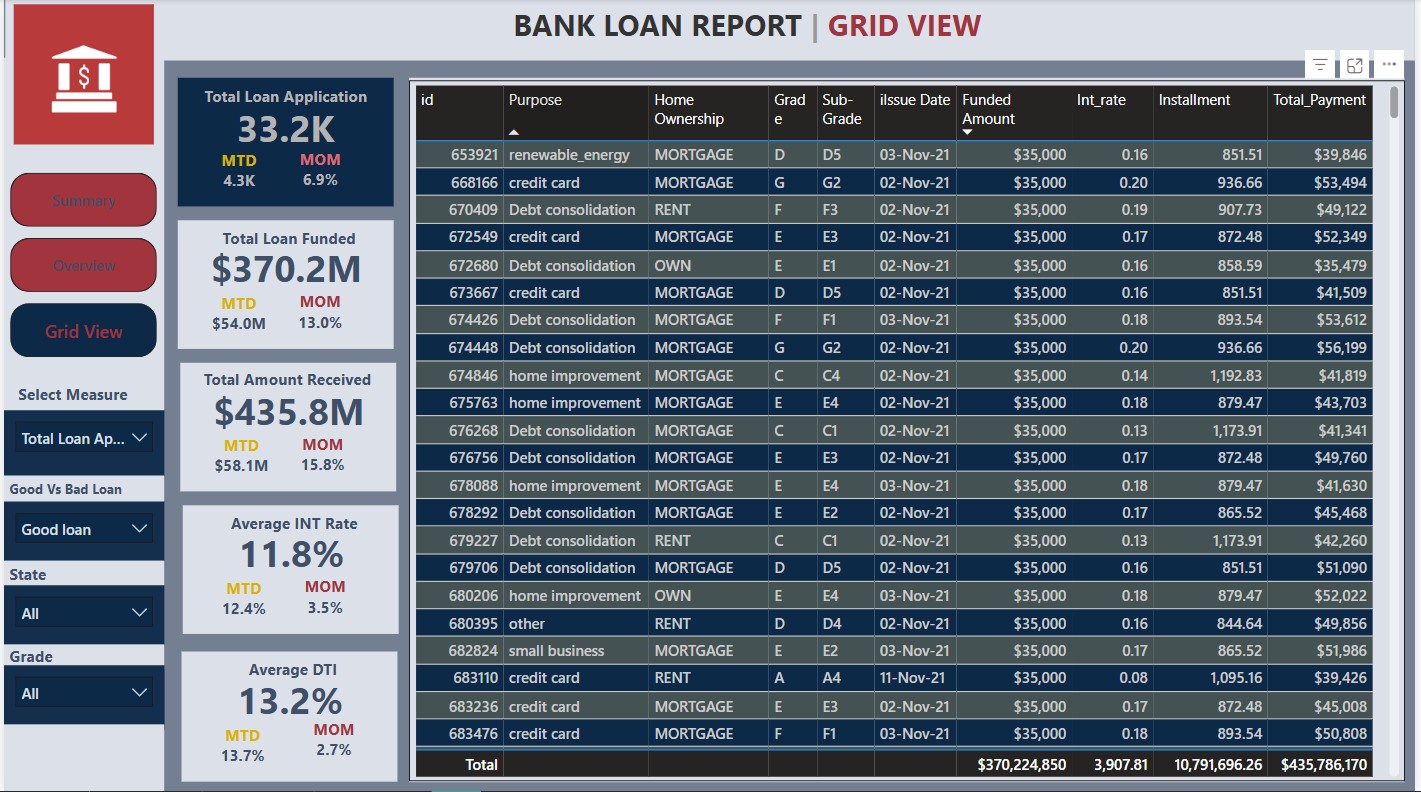 BANK LOAN REPORT | GRID VIEW
$
Summary
Overview
Grid View
Select Measure
Total Loan Ap...
Good Vs Bad Loan
Good loan
State
All
Grade
All
Total Loan Application
33.2K
MTD MOM
4.3K 6.9%
Total Loan Funded
$370.2M
MTD MOM
$54.0M 13.0%
Total Amount Received
$435.8M
MTD MOM
$58.1M 15.8%
Average INT Rate
11.8%
MTD MOM
12.4% 3.5%
Average DTI
13.2%
MTD MOM
13.7% 2.7%
id Purpose Home Grad Sub- iIssue Date Funded Int_rate Installment Total_Payment
Ownership e Grade Amount
653921 renewable_energy MORTGAGE D D5 03-Nov-21 $35,000 0.16 851.51 $39,846
668166 credit card MORTGAGE G G2 02-Nov-21 $35,000 0.20 936.66 $53,494
670409 Debt consolidation RENT F F3 02-Nov-21 $35,000 0.19 907.73 $49,122
672549 credit card MORTGAGE E E3 02-Nov-21 $35,000 0.17 872.48 $52,349
672680 Debt consolidation OWN E E1 02-Nov-21 $35,000 0.16 858.59 $35,479
673667 credit card MORTGAGE D D5 02-Nov-21 $35,000 0.16 851.51 $41,509
674426 Debt consolidation MORTGAGE F F1 03-Nov-21 $35,000 0.18 893.54 $53,612
674448 Debt consolidation MORTGAGE G G2 02-Nov-21 $35,000 0.20 936.66 $56,199
674846 home improvement MORTGAGE C C4 02-Nov-21 $35,000 0.14 1,192.83 $41,819
675763 home improvement MORTGAGE E E4 02-Nov-21 $35,000 0.18 879.47 $43,703
676268 Debt consolidation MORTGAGE C C1 02-Nov-21 $35,000 0.13 1,173.91 $41,341
676756 Debt consolidation MORTGAGE E E3 02-Nov-21 $35,000 0.17 872.48 $49,760
678088 home improvement MORTGAGE E E4 03-Nov-21 $35,000 0.18 879.47 $41,630
678292 Debt consolidation MORTGAGE E E2 02-Nov-21 $35,000 0.17 865.52 $45,468
679227 Debt consolidation RENT C C1 02-Nov-21 $35,000 0.13 1,173.91 $42,260
679706 Debt consolidation MORTGAGE D D5 02-Nov-21 $35,000 0.16 851.51 $51,090
680206 home improvement OWN E E4 03-Nov-21 $35,000 0.18 879.47 $52,022
680395 other RENT D D4 02-Nov-21 $35,000 0.16 844.64 $49,856
682824 small business MORTGAGE E E2 03-Nov-21 $35,000 0.17 865.52 $51,986
683110 credit card RENT A A4 11-Nov-21 $35,000 0.08 1,095.16 $39,426
683236 credit card MORTGAGE E E3 02-Nov-21 $35,000 0.17 872.48 $45,008
683476 credit card MORTGAGE F F1 03-Nov-21 $35,000 0.18 893.54 $50,808
Total $370,224,850 3,907.81 10,791,696.26 $435,786,170